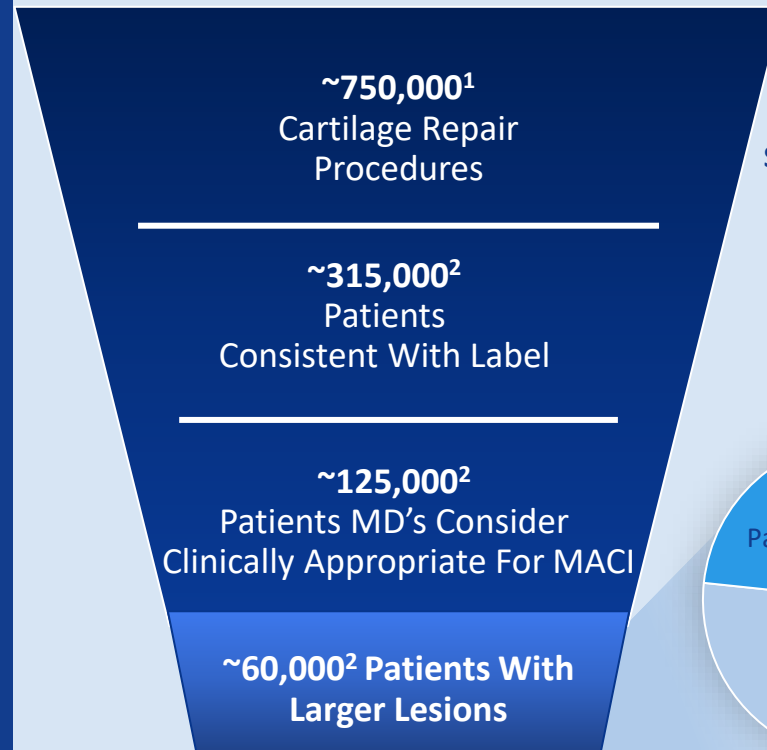 ~750,000¹
Cartilage Repair
Procedures
~315,000²
Patients
Consistent With Label
~125,000²
Patients MD's Consider
Clinically Appropriate For MACI
~60,000² Patients With
Larger Lesions